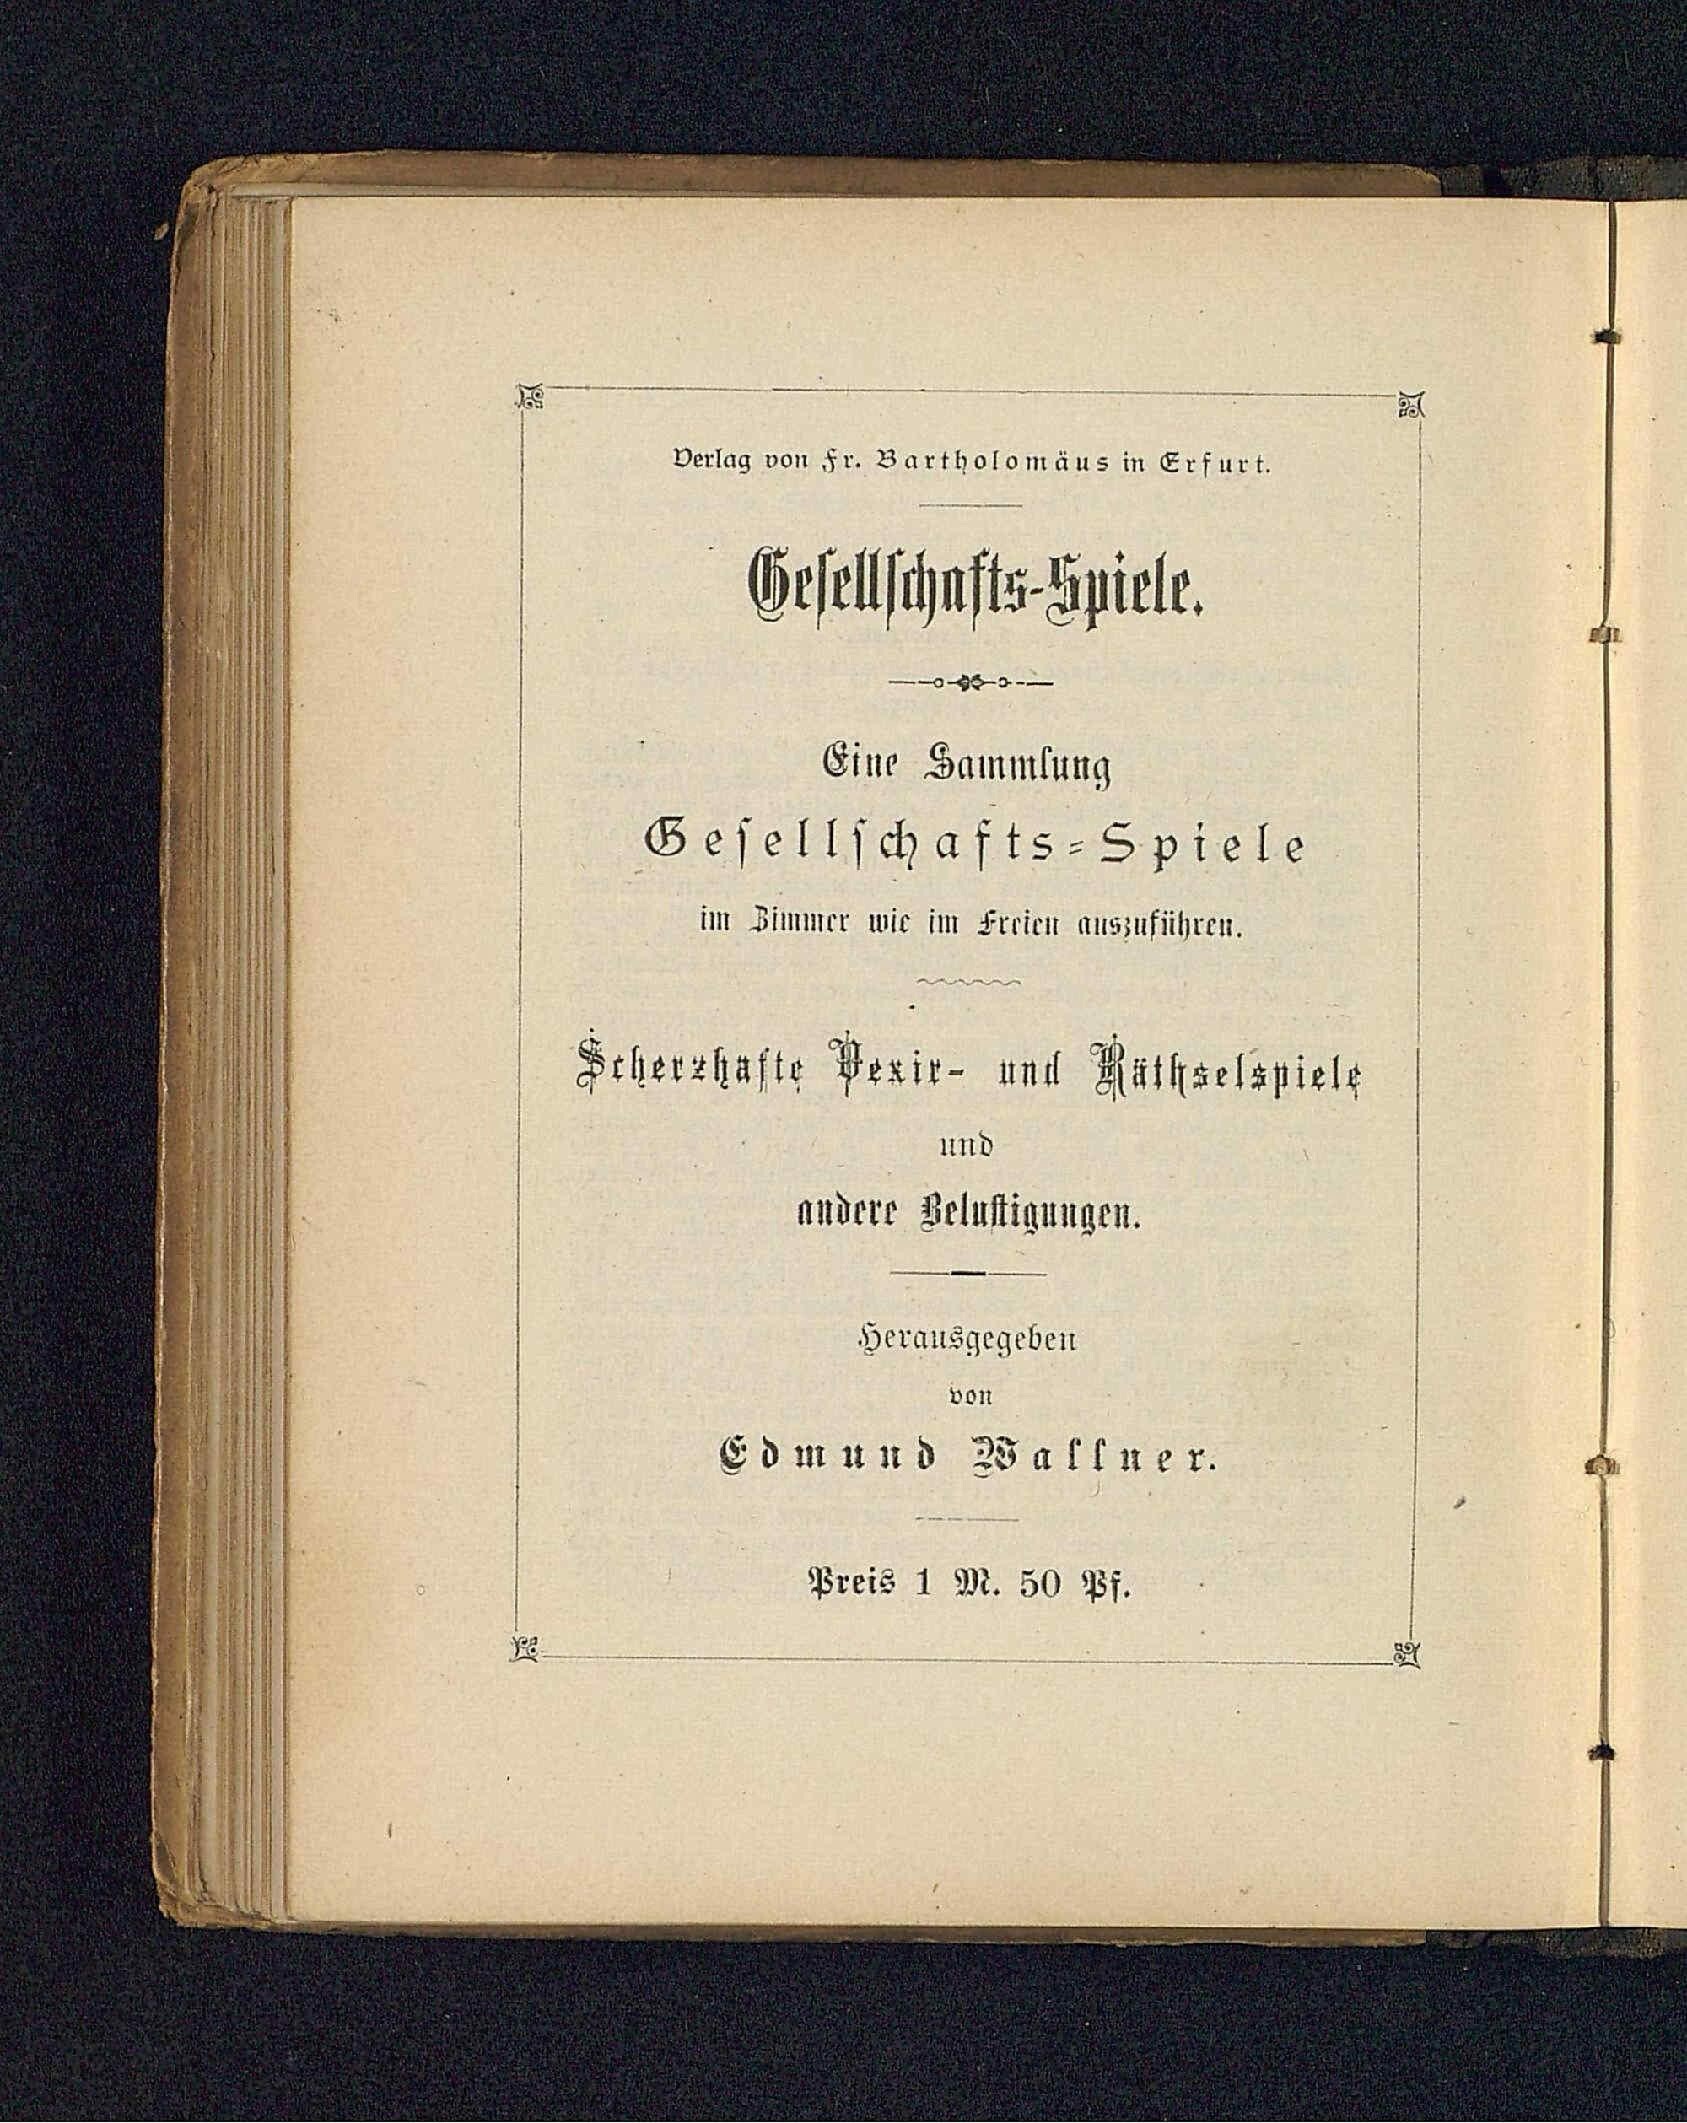 Verlag von Fr. Bartholomäus in Erfurt.
Gesellschafts-Spiele.
Eine Sammlung
Gesellschafts-Spiele
im Zimmer wie im Freien auszuführen.
Scherzhafte Vexir- und Räthselspiele
und
andere Belustigungen.
Herausgegeben
von
Edmund Wallner.
Preis 1 M. 50 Pf.